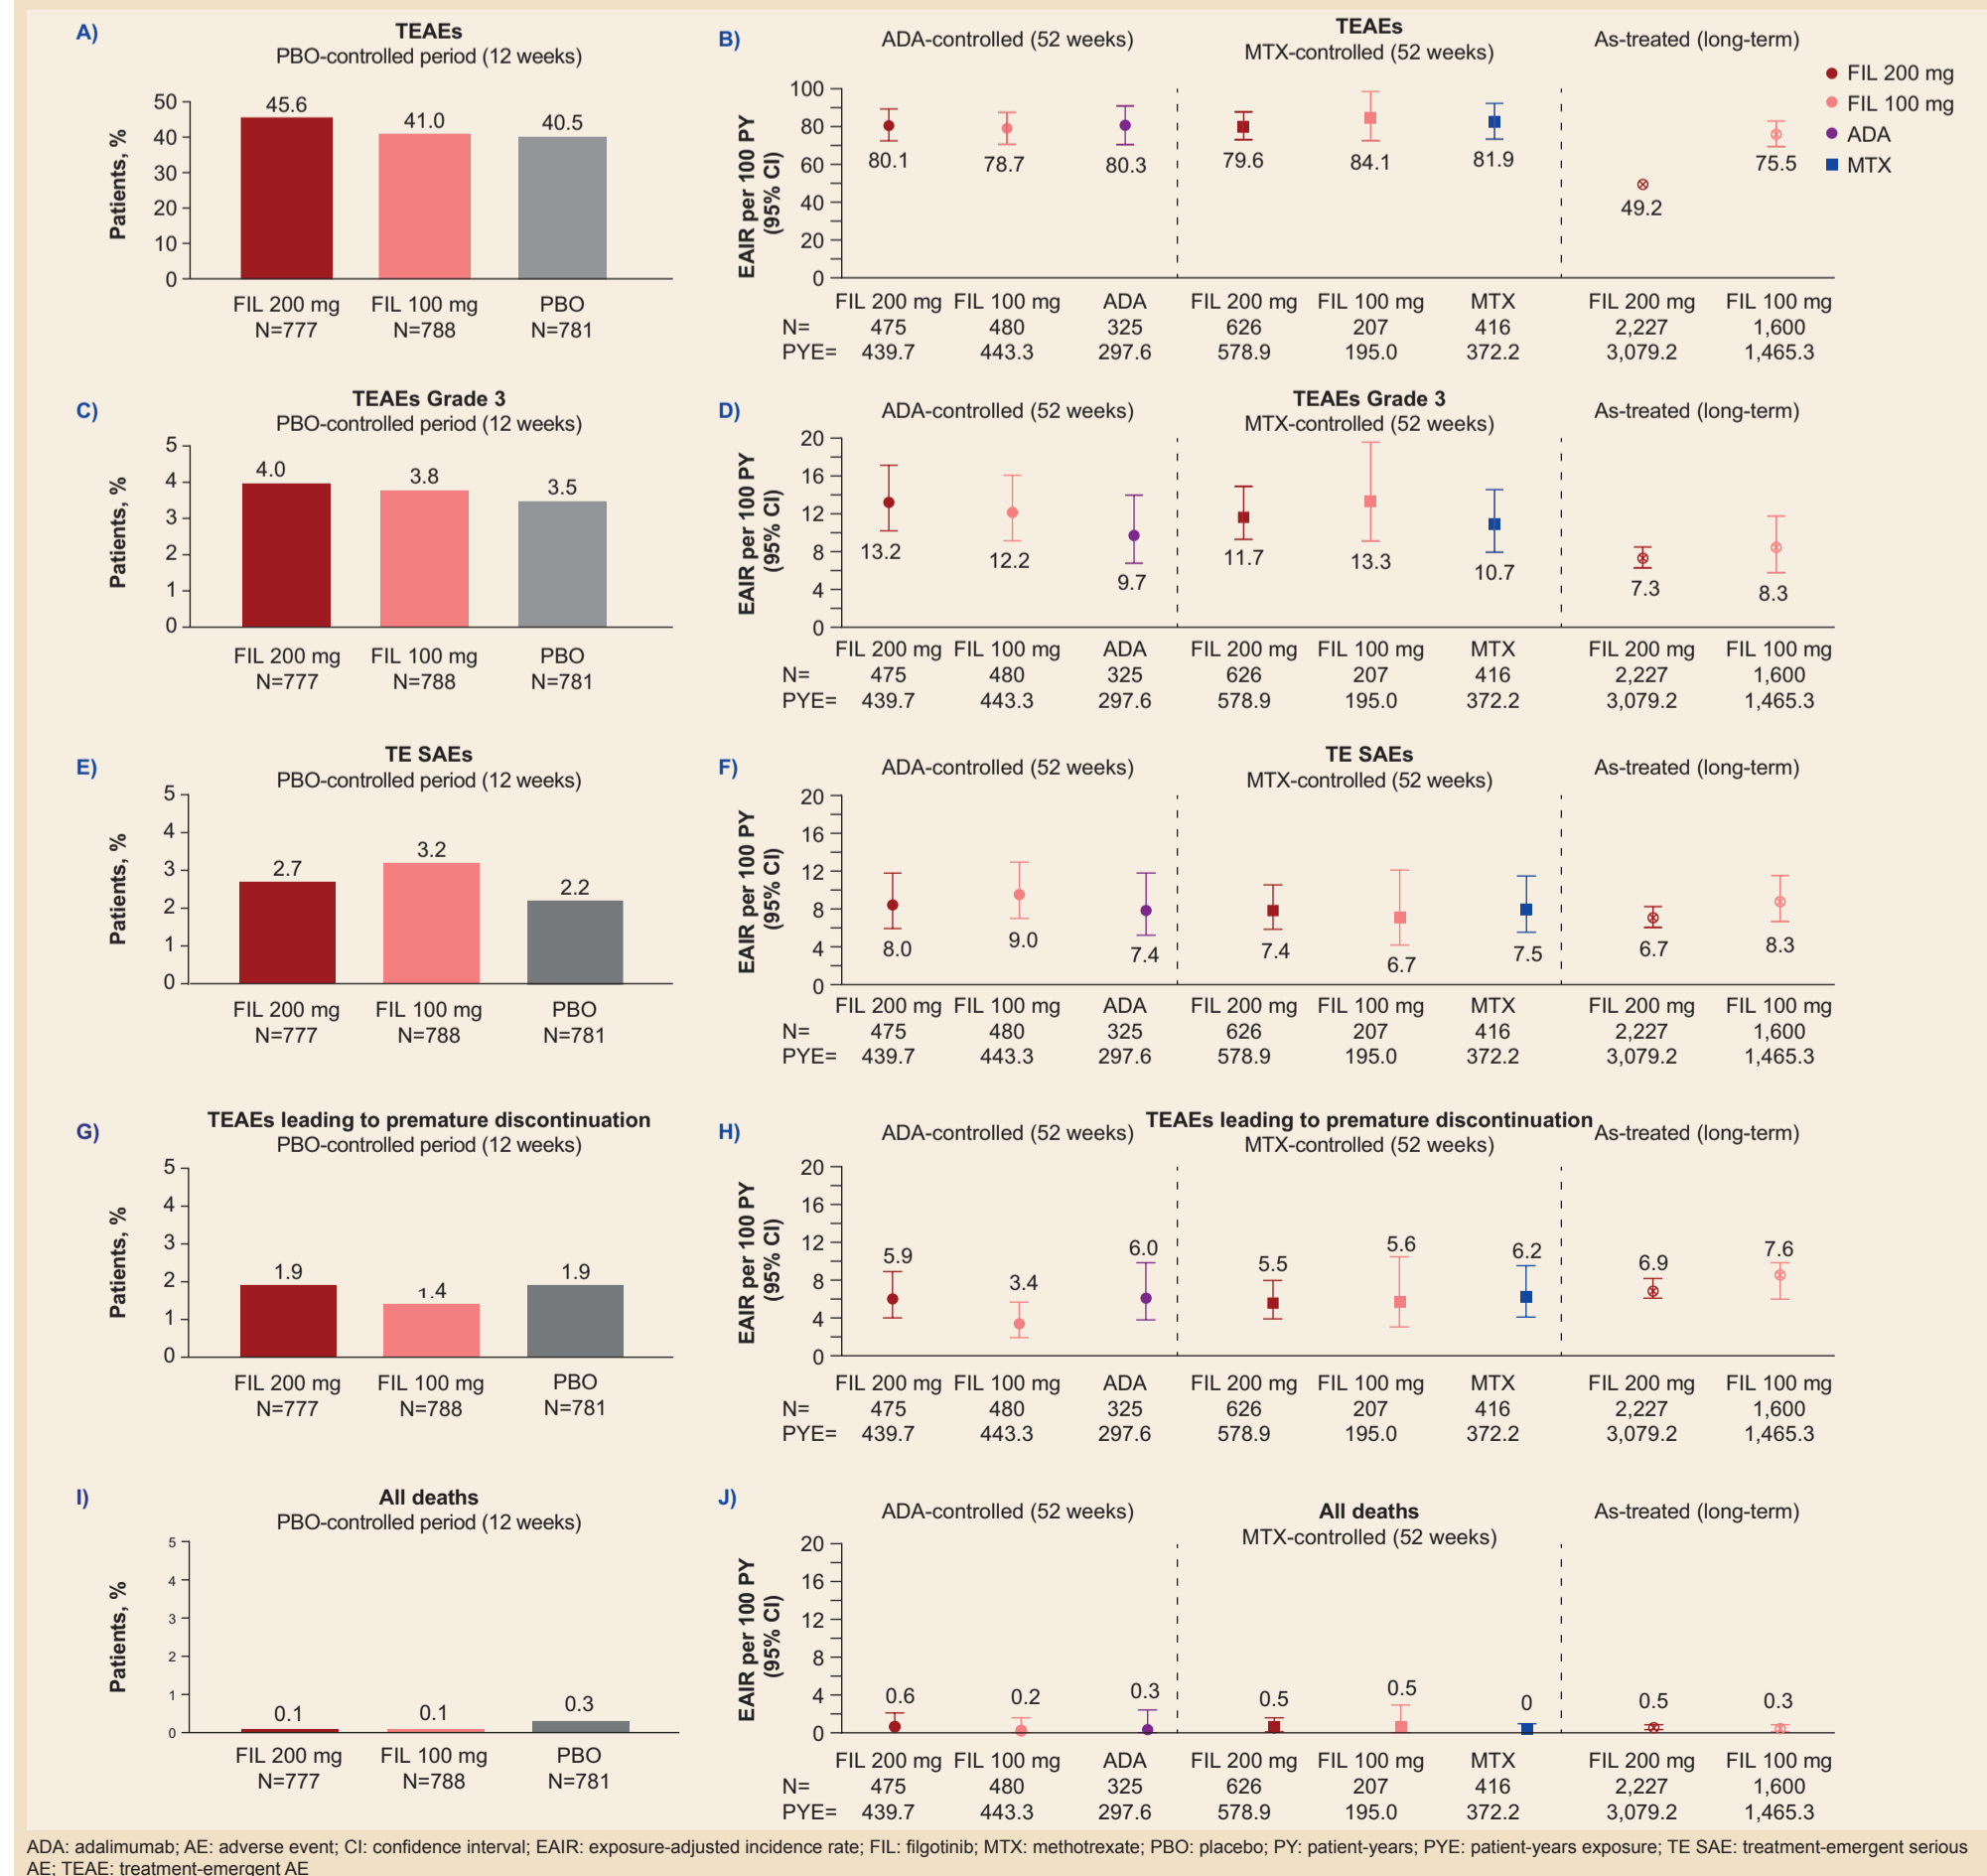 A)
TEAEs
PBO-controlled period (12 weeks)
Patients, %
50
40
30
20
10
0
45.6
41.0
40.5
FIL 200 mg FIL 100 mg PBO
N=777 N=788 N=781
B)
ADA-controlled (52 weeks)
TEAEs
MTX-controlled (52 weeks)
As-treated (long-term)
FIL 200 mg
FIL 100 mg
ADA
MTX
EAIR per 100 PY
(95% CI)
100
80
60
40
20
0
80.1 78.7 80.3 79.6 84.1 81.9 49.2 75.5
FIL 200 mg FIL 100 mg ADA FIL 200 mg FIL 100 mg MTX FIL 200 mg FIL 100 mg
N= 475 480 325 626 207 416 2,227 1,600
PYE= 439.7 443.3 297.6 578.9 195.0 372.2 3,079.2 1,465.3
C)
TEAEs Grade 3
PBO-controlled period (12 weeks)
Patients, %
5
4
3
2
1
0
4.0
3.8
3.5
FIL 200 mg FIL 100 mg PBO
N=777 N=788 N=781
D)
ADA-controlled (52 weeks)
TEAEs Grade 3
MTX-controlled (52 weeks)
As-treated (long-term)
EAIR per 100 PY
(95% CI)
20
16
12
8
4
0
13.2 12.2 9.7 11.7 13.3 10.7 7.3 8.3
FIL 200 mg FIL 100 mg ADA FIL 200 mg FIL 100 mg MTX FIL 200 mg FIL 100 mg
N= 475 480 325 626 207 416 2,227 1,600
PYE= 439.7 443.3 297.6 578.9 195.0 372.2 3,079.2 1,465.3
E)
TE SAEs
PBO-controlled period (12 weeks)
Patients, %
5
4
3
2
1
0
2.7
3.2
2.2
FIL 200 mg FIL 100 mg PBO
N=777 N=788 N=781
F)
ADA-controlled (52 weeks)
TE SAEs
MTX-controlled (52 weeks)
As-treated (long-term)
EAIR per 100 PY
(95% CI)
20
16
12
8
4
0
8.0 9.0 7.4 7.4 6.7 7.5 6.7 8.3
FIL 200 mg FIL 100 mg ADA FIL 200 mg FIL 100 mg MTX FIL 200 mg FIL 100 mg
N= 475 480 325 626 207 416 2,227 1,600
PYE= 439.7 443.3 297.6 578.9 195.0 372.2 3,079.2 1,465.3
G)
TEAEs leading to premature discontinuation
PBO-controlled period (12 weeks)
Patients, %
5
4
3
2
1
0
1.9
1.4
1.9
FIL 200 mg FIL 100 mg PBO
N=777 N=788 N=781
H)
ADA-controlled (52 weeks)
TEAEs leading to premature discontinuation
MTX-controlled (52 weeks)
As-treated (long-term)
EAIR per 100 PY
(95% CI)
20
16
12
8
4
0
5.9 3.4 6.0 5.5 5.6 6.2 6.9 7.6
FIL 200 mg FIL 100 mg ADA FIL 200 mg FIL 100 mg MTX FIL 200 mg FIL 100 mg
N= 475 480 325 626 207 416 2,227 1,600
PYE= 439.7 443.3 297.6 578.9 195.0 372.2 3,079.2 1,465.3
I)
All deaths
PBO-controlled period (12 weeks)
Patients, %
5
4
3
2
1
0
0.1
0.1
0.3
FIL 200 mg FIL 100 mg PBO
N=777 N=788 N=781
J)
ADA-controlled (52 weeks)
All deaths
MTX-controlled (52 weeks)
As-treated (long-term)
EAIR per 100 PY
(95% CI)
20
16
12
8
4
0
0.6 0.2 0.3 0.5 0.5 0 0.5 0.3
FIL 200 mg FIL 100 mg ADA FIL 200 mg FIL 100 mg MTX FIL 200 mg FIL 100 mg
N= 475 480 325 626 207 416 2,227 1,600
PYE= 439.7 443.3 297.6 578.9 195.0 372.2 3,079.2 1,465.3
ADA: adalimumab; AE: adverse event; CI: confidence interval; EAIR: exposure-adjusted incidence rate; FIL: filgotinib; MTX: methotrexate; PBO: placebo; PY: patient-years; PYE: patient-years exposure; TE SAE: treatment-emergent serious
AE; TEAE: treatment-emergent AE